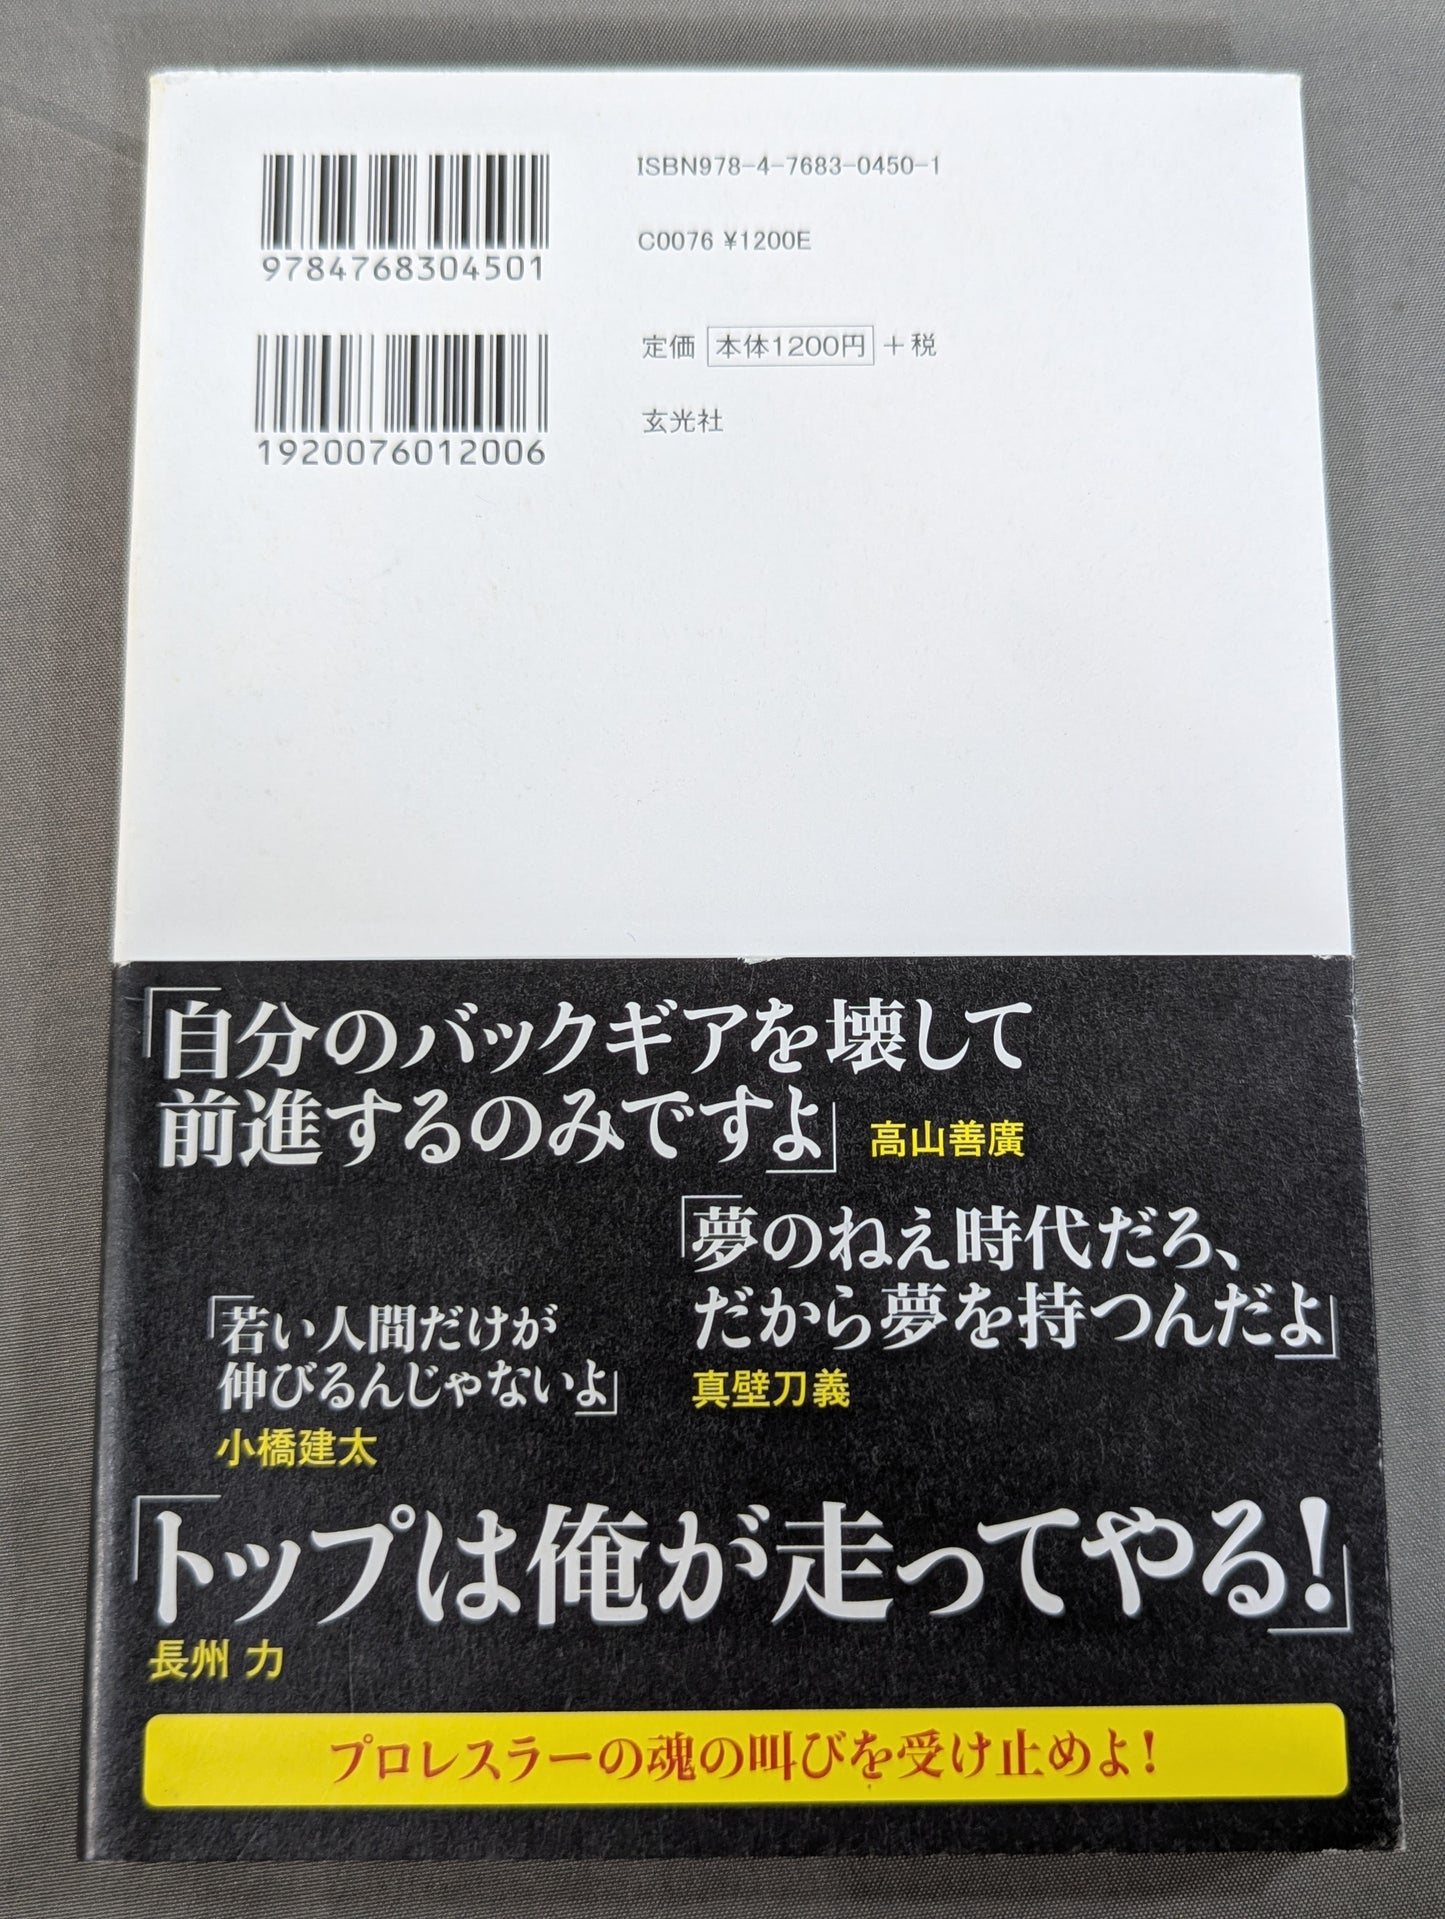 9784768304501
ISBN978-4-7683-0450-1
C0076 ¥1200E
1920076012006
定価 本体1200円 +税
玄光社
「自分のバックギアを壊して
前進するのみですよ」 高山善廣
「夢のねえ時代だろ、
だから夢を持つんだよ」
真壁刀義
「若い人間だけが
伸びるんじゃないよ」
小橋建太
「トップは俺が走ってやる!」
長州 力
プロレスラーの魂の叫びを受け止めよ!